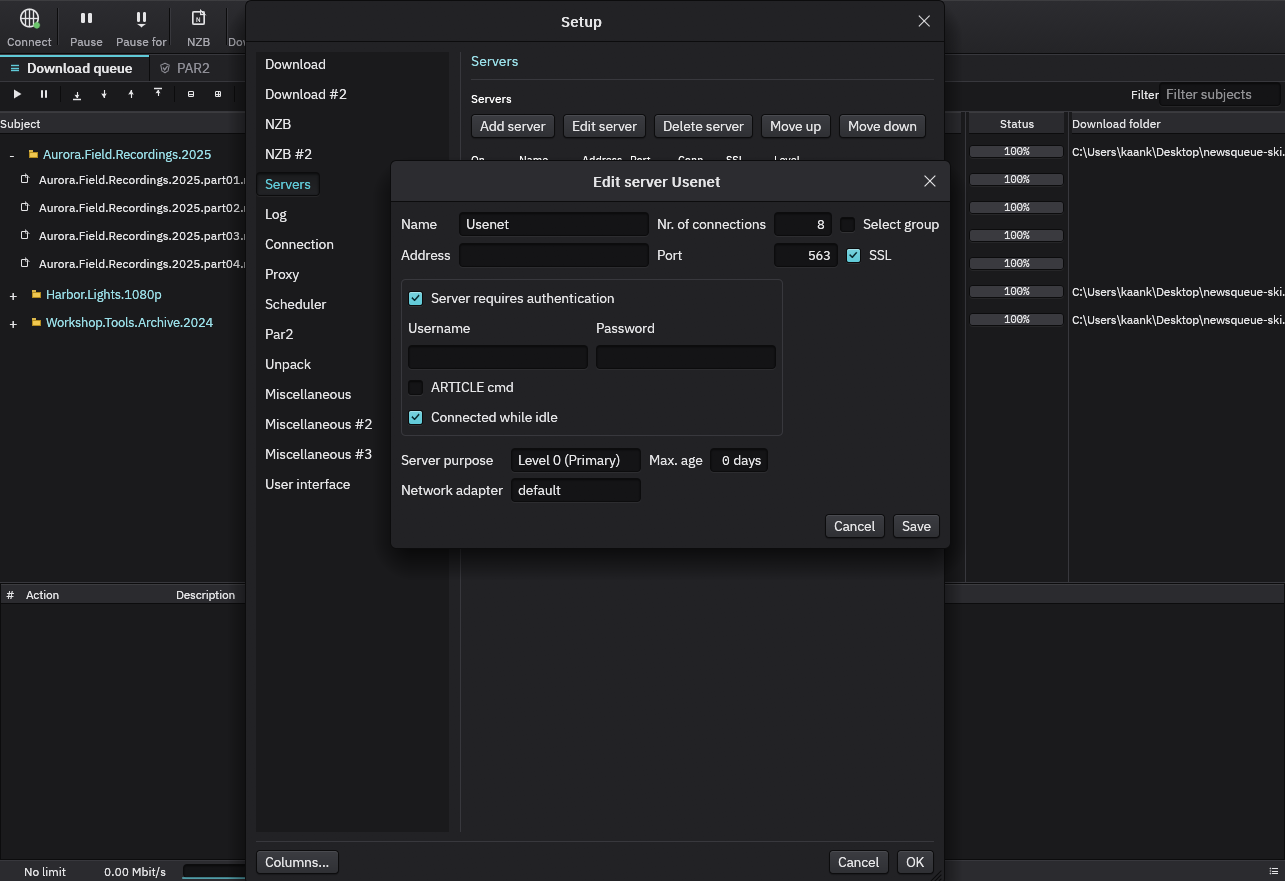 Connect Pause Pause for NZB
Download queue PAR2
Filter Filter subjects
Subject Status Download folder
- Aurora.Field.Recordings.2025 100% C:\Users\kaank\Desktop\newsqueue-ski.
Aurora.Field.Recordings.2025.part01. 100%
Aurora.Field.Recordings.2025.part02. 100%
Aurora.Field.Recordings.2025.part03. 100%
Aurora.Field.Recordings.2025.part04. 100%
+ Harbor.Lights.1080p 100% C:\Users\kaank\Desktop\newsqueue-ski.
+ Workshop.Tools.Archive.2024 100% C:\Users\kaank\Desktop\newsqueue-ski.
# Action Description
No limit 0.00 Mbit/s
Setup
Download
Download #2
NZB
NZB #2
Servers
Log
Connection
Proxy
Scheduler
Par2
Unpack
Miscellaneous
Miscellaneous #2
Miscellaneous #3
User interface
Servers
Servers
Add server Edit server Delete server Move up Move down
On Name Address Port Conn SSL Level
Edit server Usenet
Name Usenet Nr. of connections 8 Select group
Address Port 563 SSL
Server requires authentication
Username Password
ARTICLE cmd
Connected while idle
Server purpose Level 0 (Primary) Max. age 0 days
Network adapter default
Cancel Save
Columns... Cancel OK